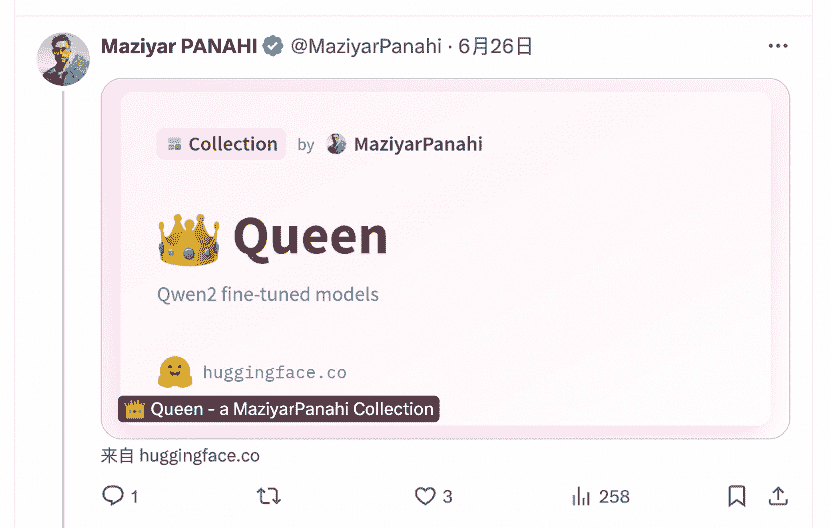 Maziyar PANAHI @MaziyarPanahi · 6月26日
Collection by MaziyarPanahi
Queen
Qwen2 fine-tuned models
huggingface.co
Queen - a MaziyarPanahi Collection
来自 huggingface.co
1 3 258